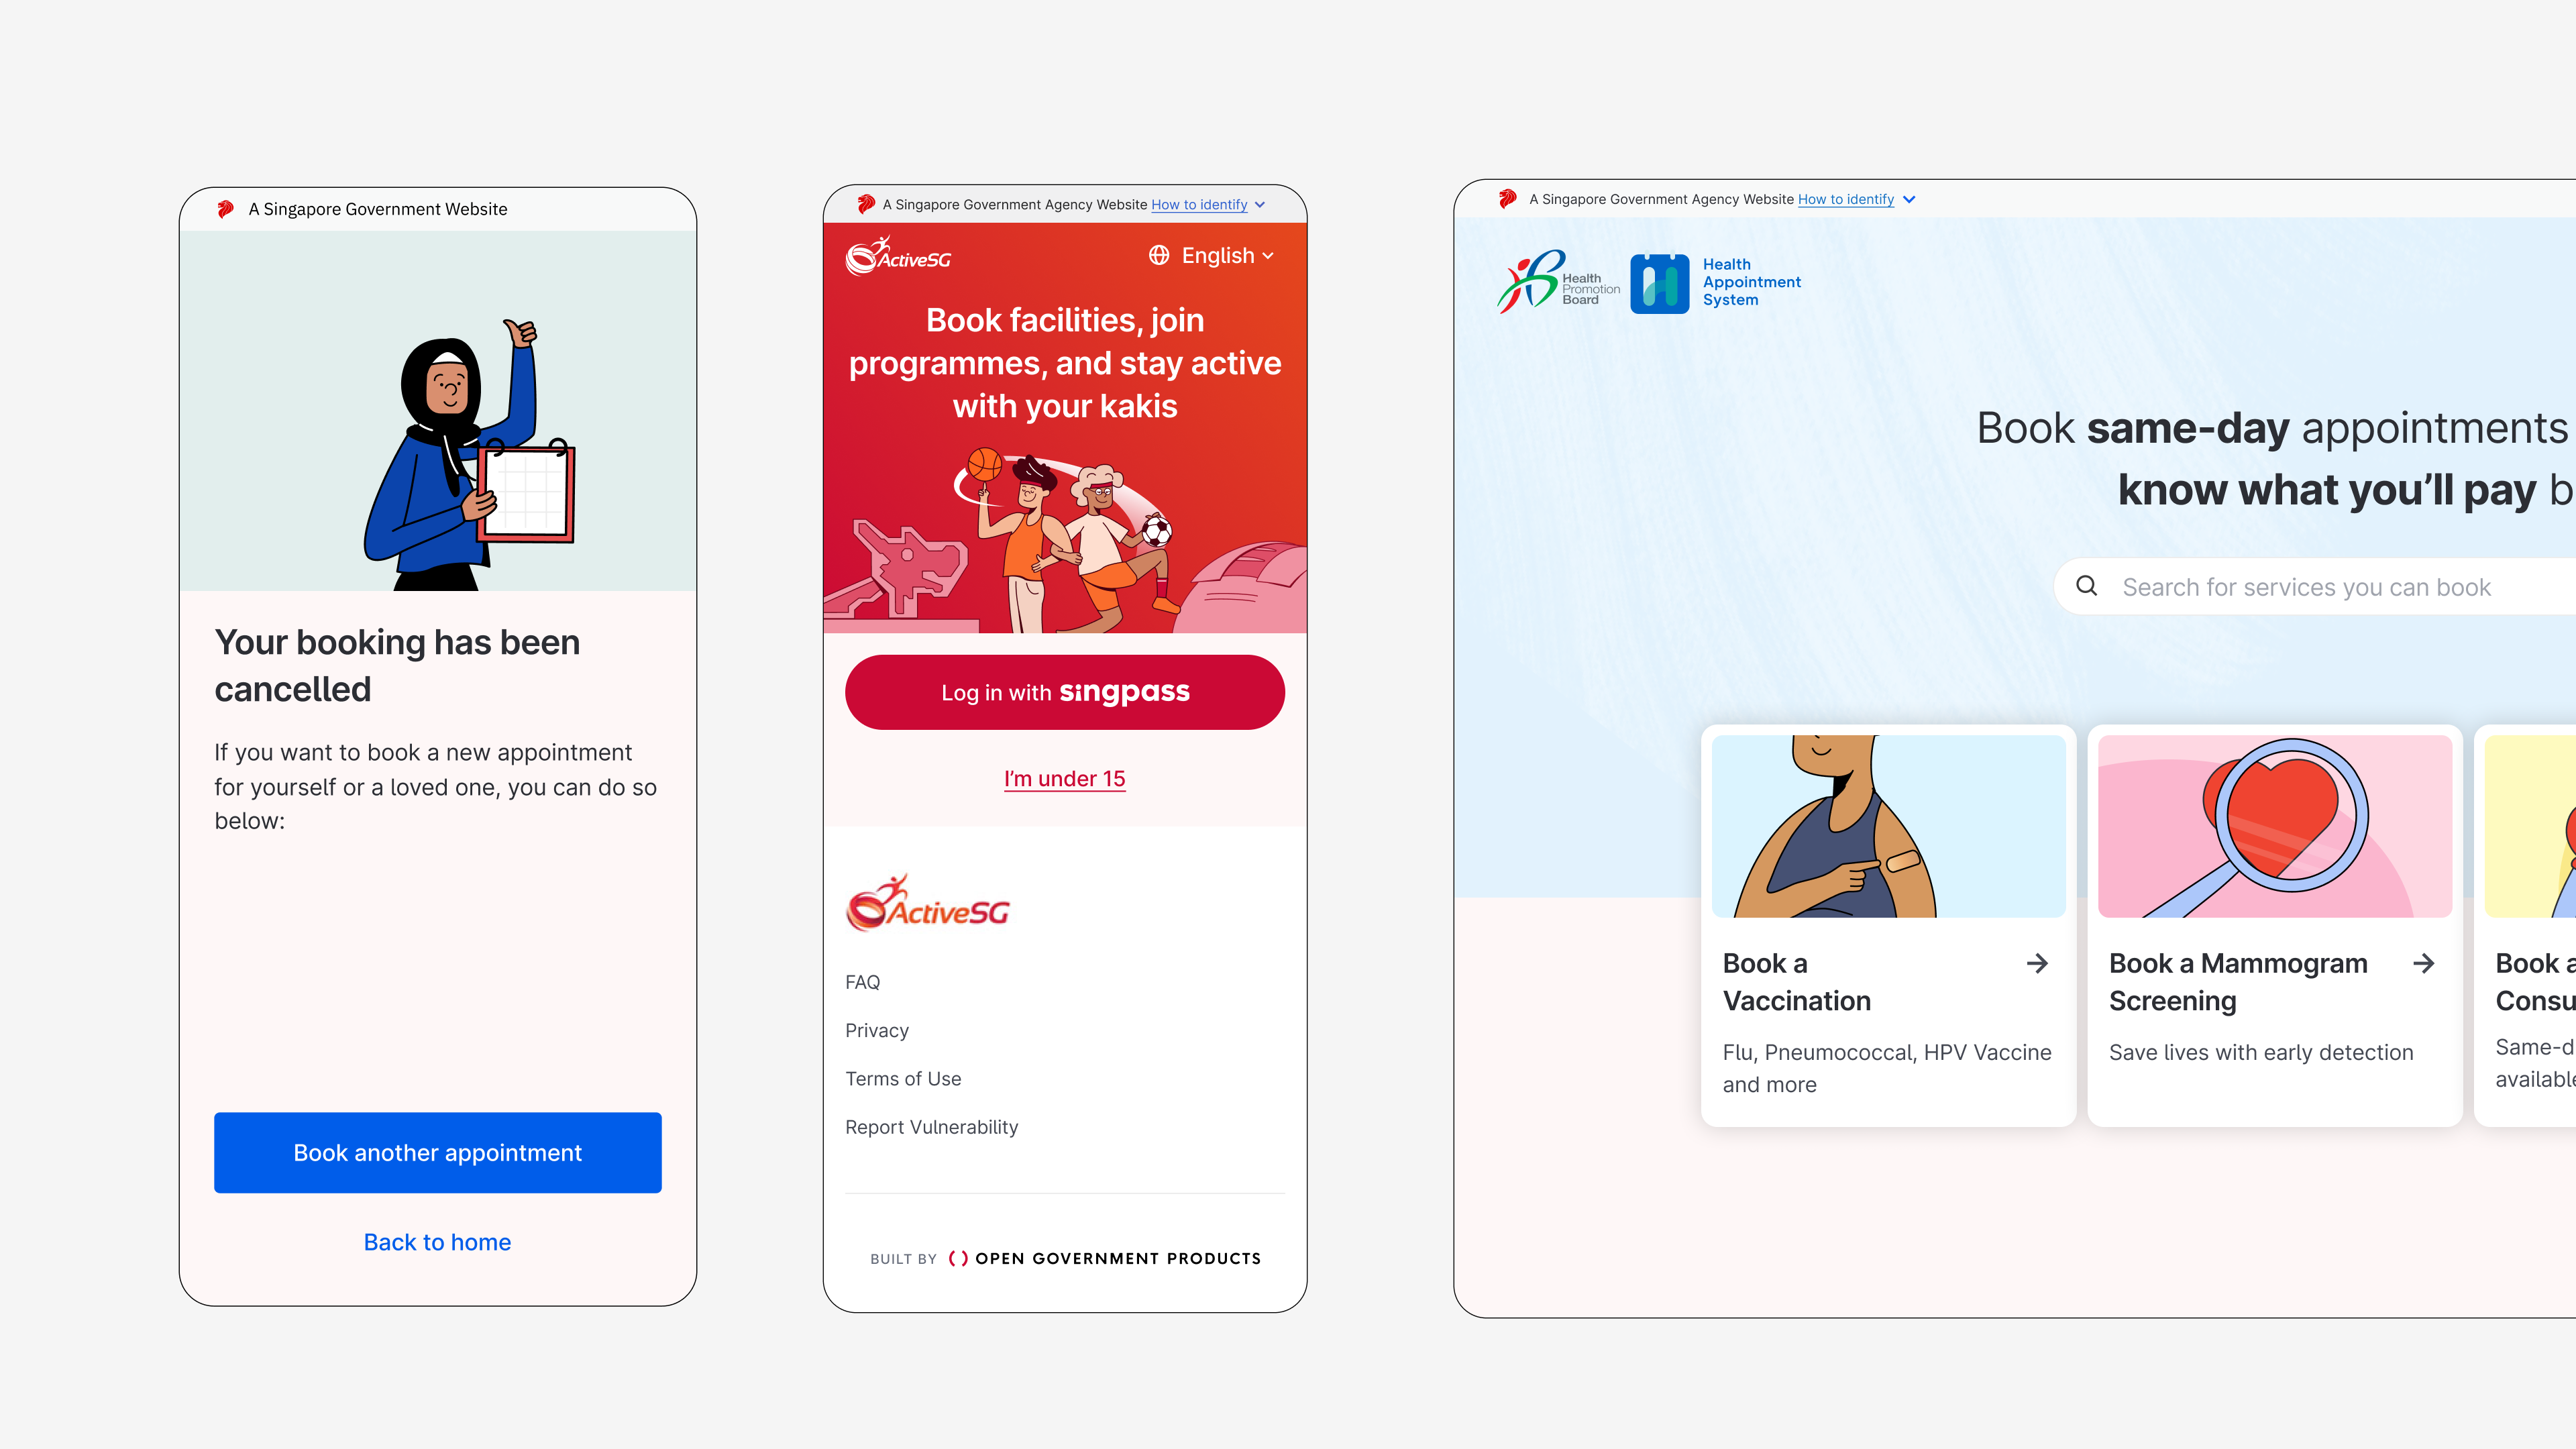 A Singapore Government Website
Your booking has been
cancelled
If you want to book a new appointment
for yourself or a loved one, you can do so
below:
Book another appointment
Back to home
A Singapore Government Agency Website How to identify
ActiveSG
English
Book facilities, join
programmes, and stay active
with your kakis
Log in with singpass
I'm under 15
ActiveSG
FAQ
Privacy
Terms of Use
Report Vulnerability
BUILT BY OPEN GOVERNMENT PRODUCTS
A Singapore Government Agency Website How to identify
Health
Promotion
Board
Health
Appointment
System
Book same-day appointments
know what you'll pay b
Search for services you can book
Book a
Vaccination
Flu, Pneumococcal, HPV Vaccine
and more
Book a Mammogram
Screening
Save lives with early detection
Book a
Consu
Same-d
available